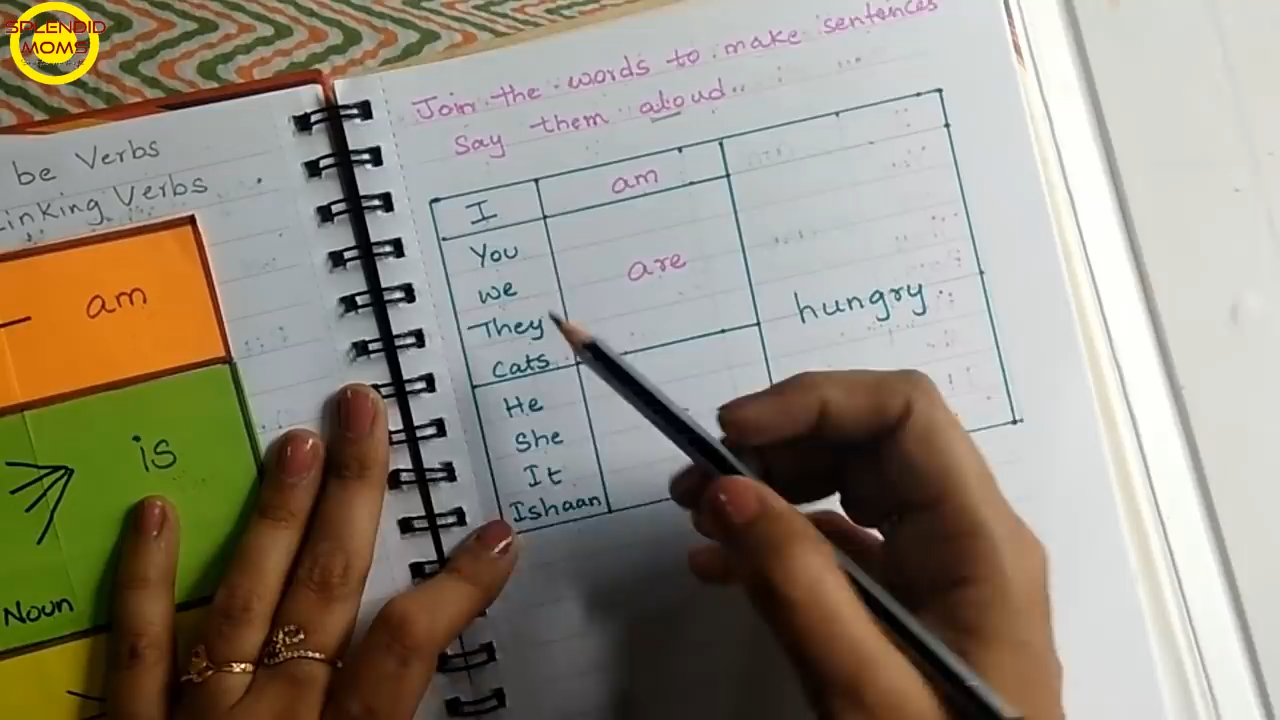 SPLENDID
MOMS
be Verbs
Linking Verbs
am
is
Noun
Join the words to make sentences
Say them aloud..
I
am
You
we
They
cats
are
hungry
He
She
It
Ishaan